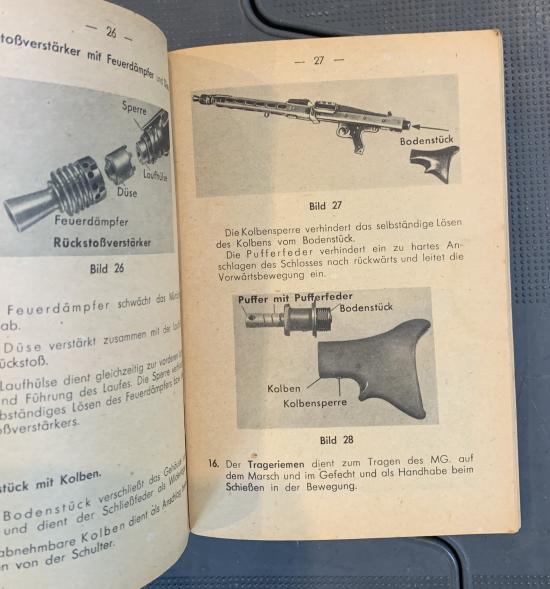 — 26 —
stoßverstärker mit Feuerdämpfer und
Sperre
Laufhülse
Düse
Feuerdämpfer
Rückstoßverstärker
Bild 26
Feuerdämpfer schwächt das
ab.
Düse verstärkt zusammen mit der
ückstoß.
Laufhülse dient gleichzeitig zur vorderen
nd Führung des Laufes. Die Sperre
bständiges Lösen des Feuerdämpfers
oßverstärkers.
stück mit Kolben.
Bodenstück verschließt das Gehäuse
und dient der Schließfeder als
abnehmbare Kolben dient als Anschlag
en von der Schulter.
— 27 —
Bodenstück
Bild 27
Die Kolbensperre verhindert das selbständige Lösen
des Kolbens vom Bodenstück.
Die Pufferfeder verhindert ein zu hartes An-
schlagen des Schlosses nach rückwärts und leitet die
Vorwärtsbewegung ein.
Puffer mit Pufferfeder
Bodenstück
Kolben
Kolbensperre
Bild 28
16. Der Trageriemen dient zum Tragen des MG. auf
dem Marsch und im Gefecht und als Handhabe beim
Schießen in der Bewegung.